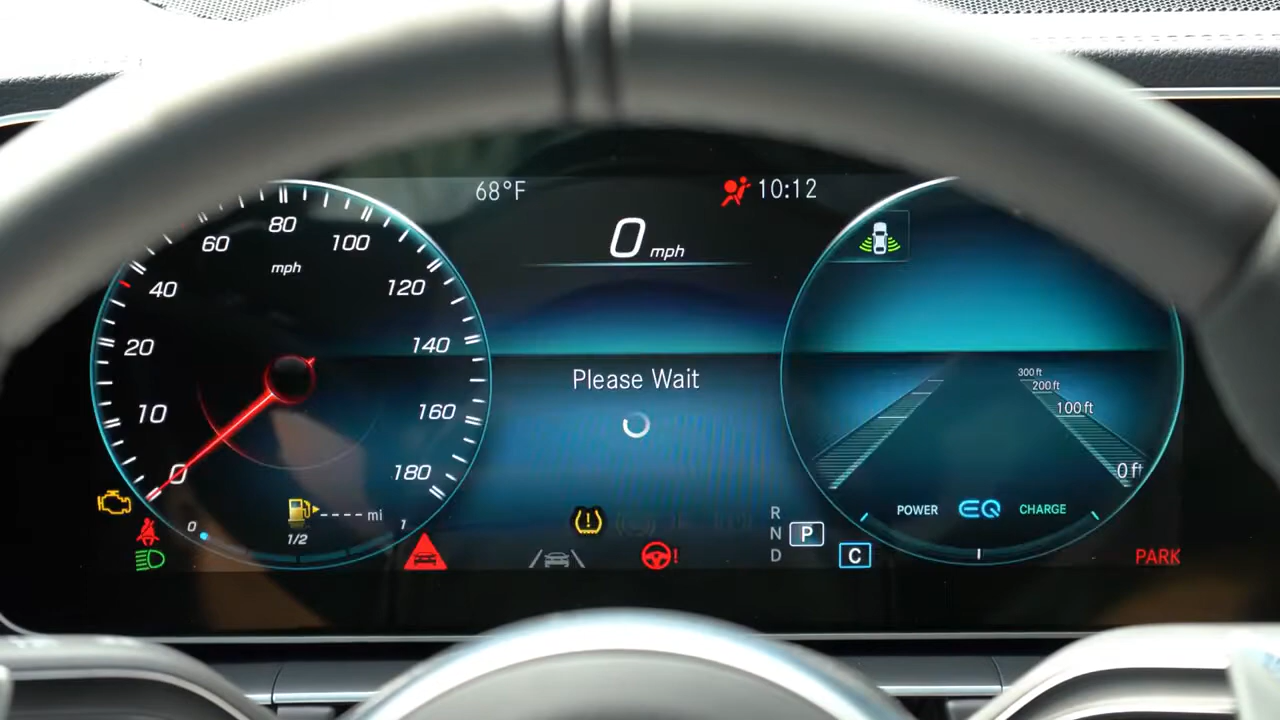 68°F
10:12
0 mph
80
60
100
mph
40
120
20
140
10
160
0
180
Please Wait
300 ft
200 ft
100 ft
0 ft
0
1/2
1
---- mi
R
N
D
P
C
POWER
EQ
CHARGE
PARK